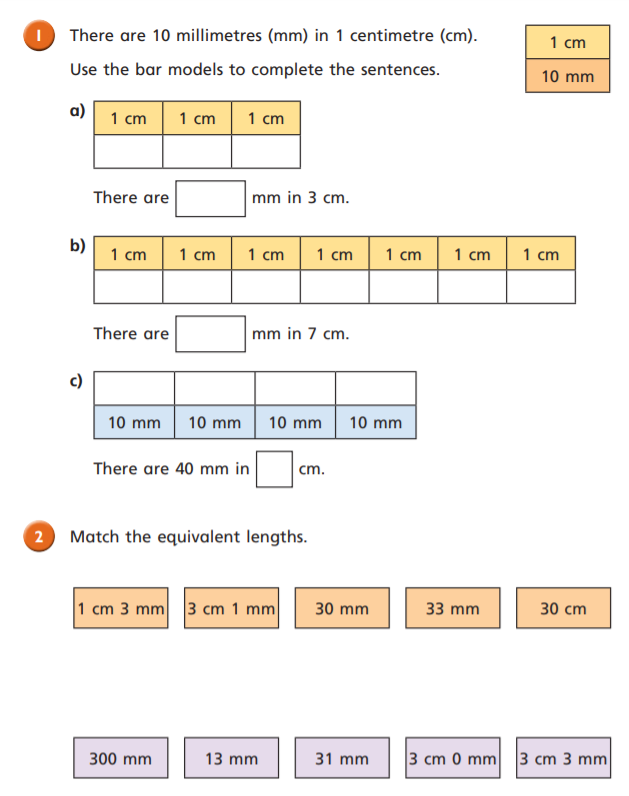 1 There are 10 millimetres (mm) in 1 centimetre (cm).
Use the bar models to complete the sentences.
1 cm
10 mm
a) 1 cm 1 cm 1 cm
There are mm in 3 cm.
b) 1 cm 1 cm 1 cm 1 cm 1 cm 1 cm 1 cm
There are mm in 7 cm.
c)
10 mm 10 mm 10 mm 10 mm
There are 40 mm in cm.
2 Match the equivalent lengths.
1 cm 3 mm 3 cm 1 mm 30 mm 33 mm 30 cm
300 mm 13 mm 31 mm 3 cm 0 mm 3 cm 3 mm